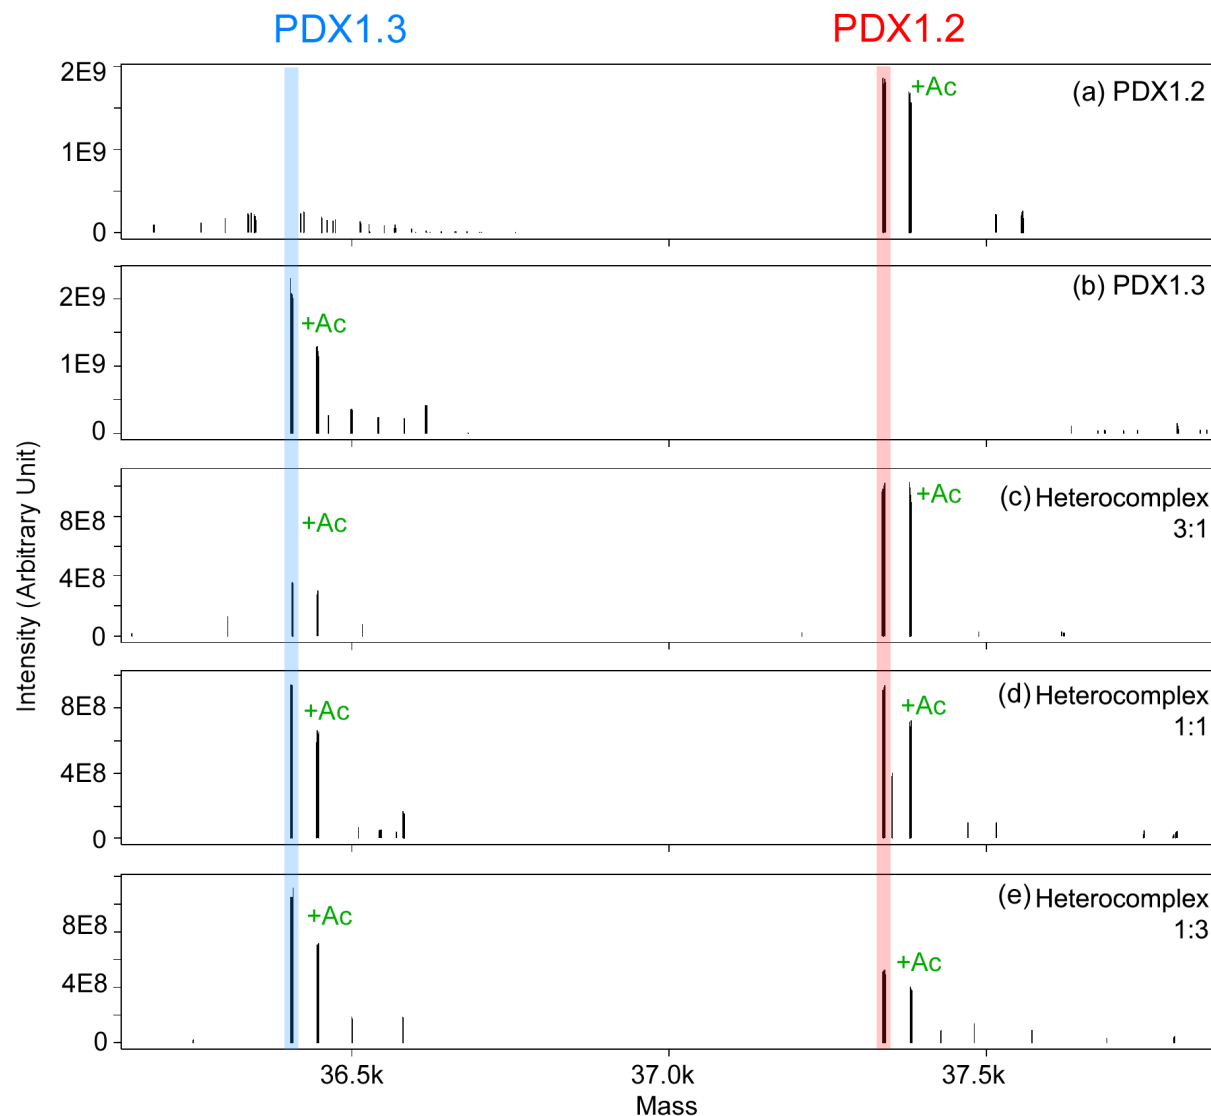 PDX1.3 PDX1.2
2E9
1E9
0
+Ac
(a) PDX1.2
2E9
1E9
0
+Ac
(b) PDX1.3
8E8
4E8
0
+Ac
+Ac
(c) Heterocomplex
3:1
8E8
4E8
0
+Ac
+Ac
(d) Heterocomplex
1:1
8E8
4E8
0
+Ac
+Ac
(e) Heterocomplex
1:3
36.5k 37.0k 37.5k
Mass
Intensity (Arbitrary Unit)